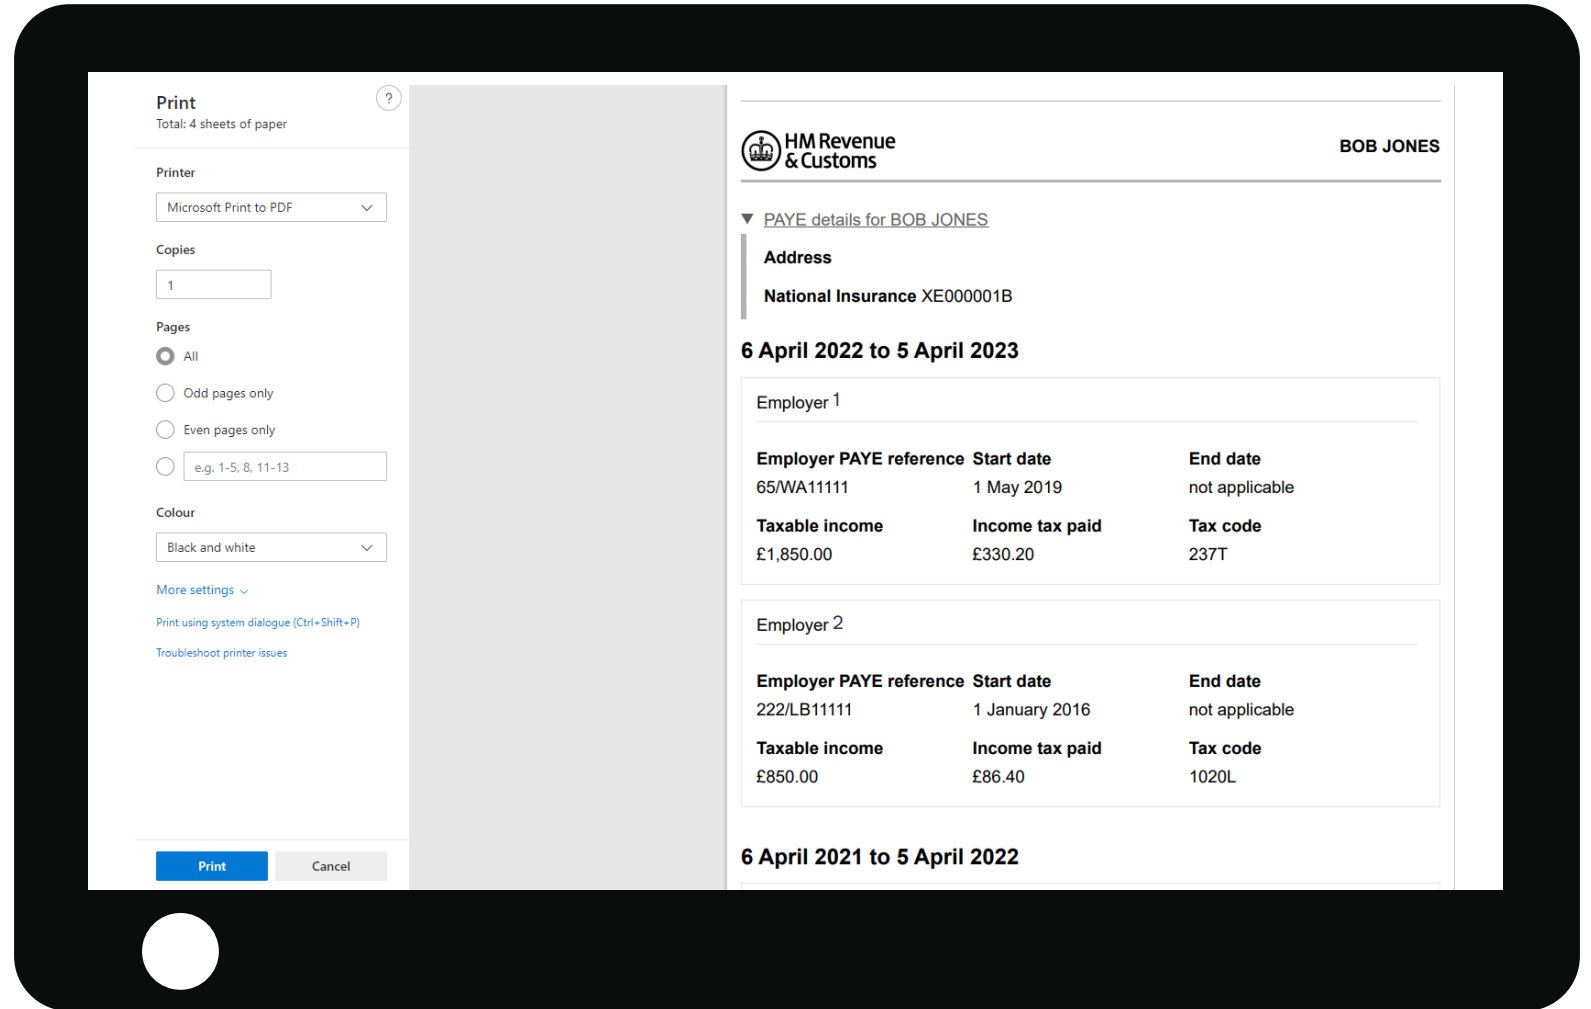 Print
?
Total: 4 sheets of paper
Printer
Microsoft Print to PDF
Copies
1
Pages
All
Odd pages only
Even pages only
e.g. 1-5, 8, 11-13
Colour
Black and white
More settings
Print using system dialogue (Ctrl+Shift+P)
Troubleshoot printer issues
Print Cancel
HM Revenue
& Customs
BOB JONES
PAYE details for BOB JONES
Address
National Insurance XE000001B
6 April 2022 to 5 April 2023
Employer 1
Employer PAYE reference Start date End date
65/WA11111 1 May 2019 not applicable
Taxable income Income tax paid Tax code
£1,850.00 £330.20 237T
Employer 2
Employer PAYE reference Start date End date
222/LB11111 1 January 2016 not applicable
Taxable income Income tax paid Tax code
£850.00 £86.40 1020L
6 April 2021 to 5 April 2022